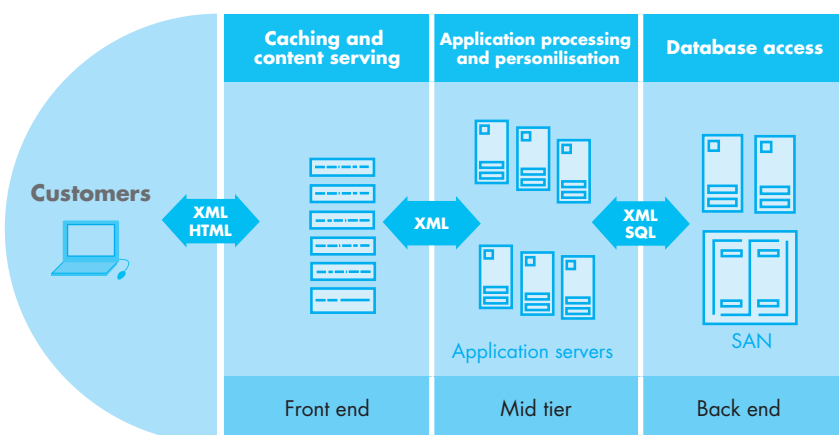 Caching and
content serving
Application processing
and personilisation
Database access
Customers
XML
HTML
XML
XML
SQL
Application servers
SAN
Front end
Mid tier
Back end